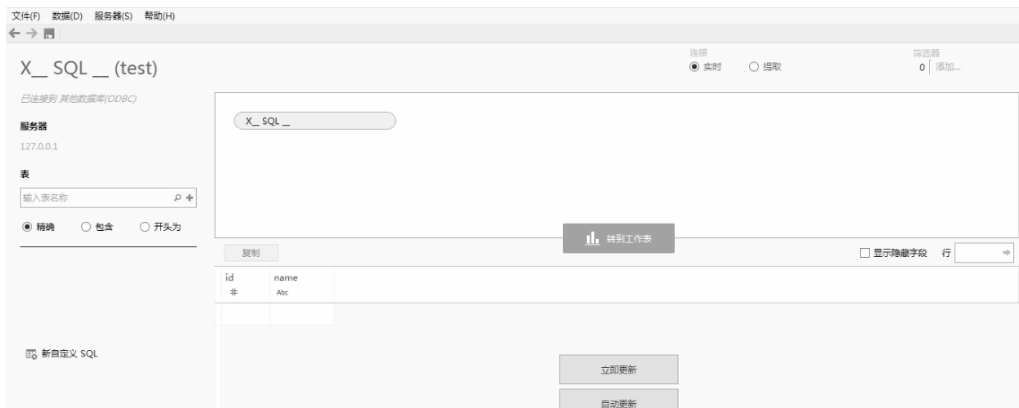 文件(F) 数据(D) 服务器(S) 帮助(H)
X__ SQL __ (test)
连接
实时 提取
筛选器
0 添加...
已连接到 其他数据库(ODBC)
服务器
127.0.0.1
表
输入表名称
精确 包含 开头为
新自定义 SQL
X__ SQL __
转到工作表
复制
显示隐藏字段 行
id name
# Abc
立即更新
自动更新